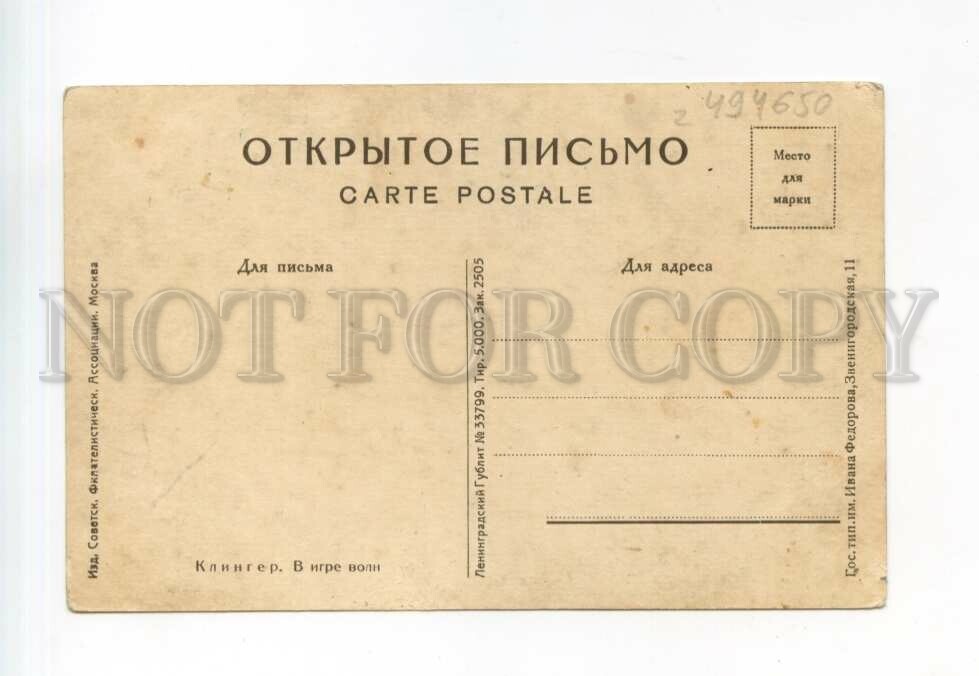 z 494650
ОТКРЫТОЕ ПИСЬМО
CARTE POSTALE
Место
для
марки
Для письма
Для адреса
Изд. Советск. Филателистическ. Ассоциации. Москва
Ленинградский Гублит № 33799. Тир. 5.000. Зак. 2505
Гос. тип. им. Ивана Федорова, Звенигородская, 11
Клингер. В игре волн
NOT FOR COPY